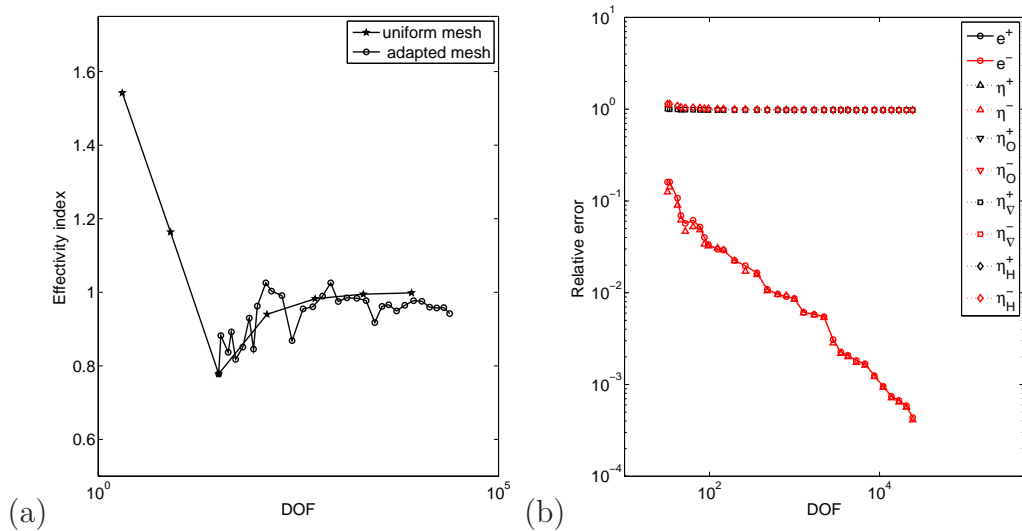 uniform mesh
adapted mesh
1.6
1.4
1.2
1
0.8
0.6
Effectivity index
10^0
10^5
DOF
(a)
10^1
10^0
10^-1
10^-2
10^-3
10^-4
Relative error
10^2
10^4
DOF
e^+
e^-
η^+
η^-
η_O^+
η_O^-
η_∇^+
η_∇^-
η_H^+
η_H^-
(b)